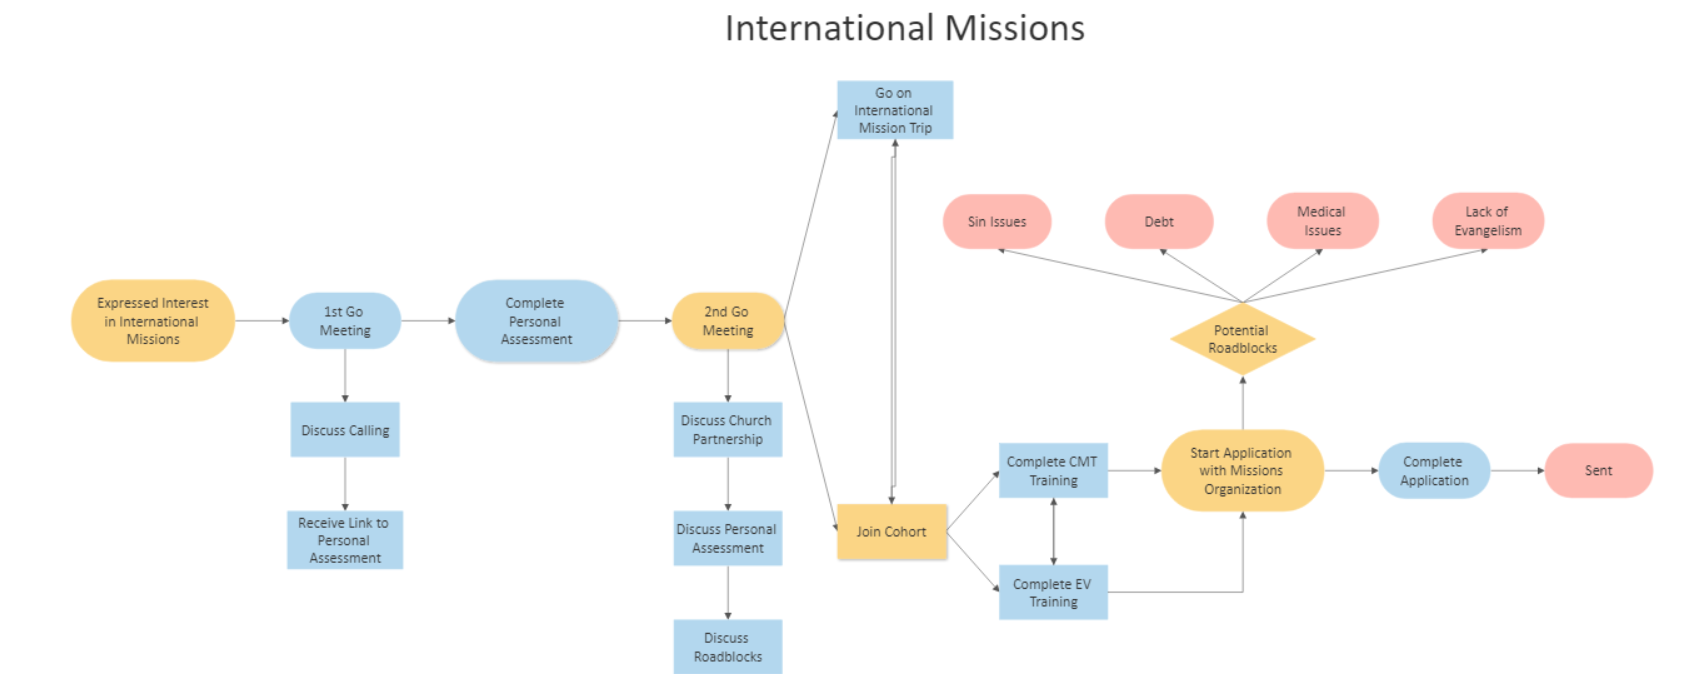 International Missions
Go on
International
Mission Trip
Sin Issues
Debt
Medical
Issues
Lack of
Evangelism
Expressed Interest
in International
Missions
1st Go
Meeting
Complete
Personal
Assessment
2nd Go
Meeting
Potential
Roadblocks
Discuss Calling
Discuss Church
Partnership
Receive Link to
Personal
Assessment
Discuss Personal
Assessment
Discuss
Roadblocks
Join Cohort
Complete CMT
Training
Complete EV
Training
Start Application
with Missions
Organization
Complete
Application
Sent